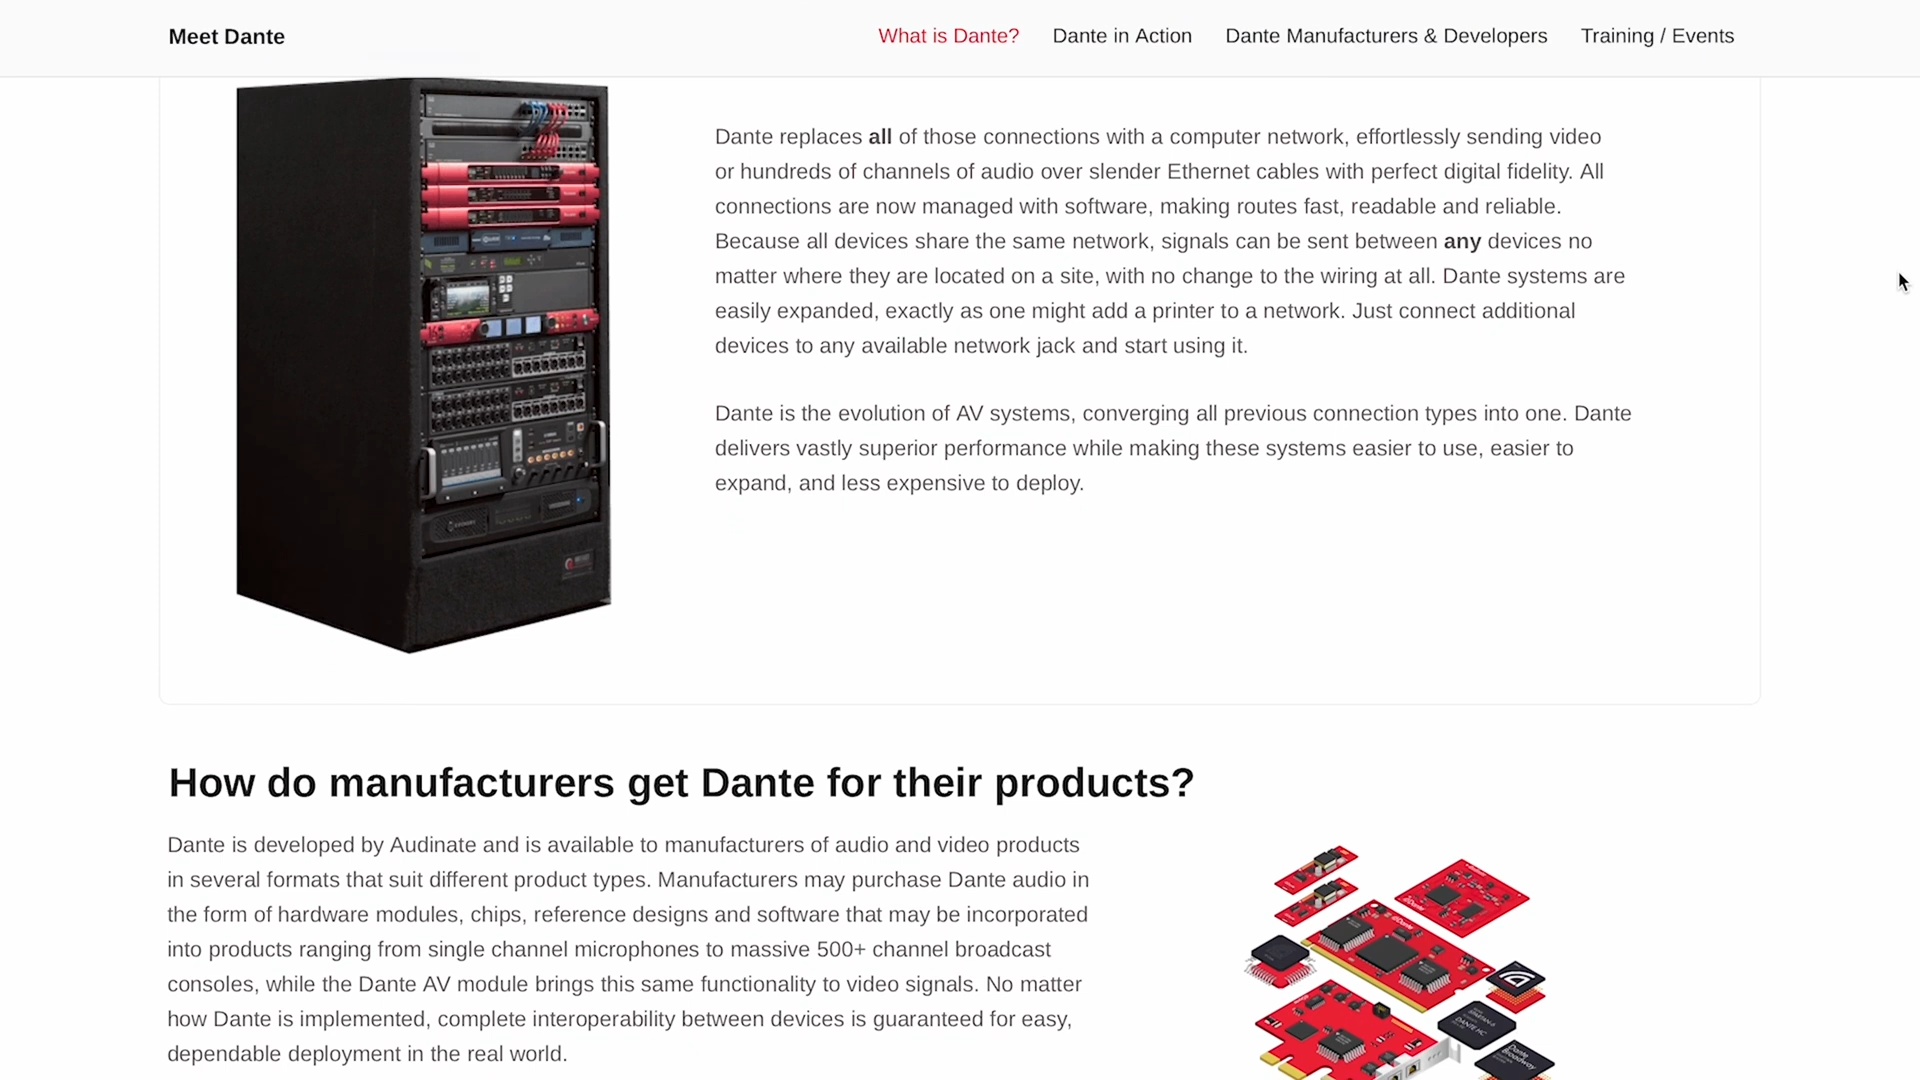 Meet Dante
What is Dante? Dante in Action Dante Manufacturers & Developers Training / Events
Dante replaces all of those connections with a computer network, effortlessly sending video
or hundreds of channels of audio over slender Ethernet cables with perfect digital fidelity. All
connections are now managed with software, making routes fast, readable and reliable.
Because all devices share the same network, signals can be sent between any devices no
matter where they are located on a site, with no change to the wiring at all. Dante systems are
easily expanded, exactly as one might add a printer to a network. Just connect additional
devices to any available network jack and start using it.
Dante is the evolution of AV systems, converging all previous connection types into one. Dante
delivers vastly superior performance while making these systems easier to use, easier to
expand, and less expensive to deploy.
How do manufacturers get Dante for their products?
Dante is developed by Audinate and is available to manufacturers of audio and video products
in several formats that suit different product types. Manufacturers may purchase Dante audio in
the form of hardware modules, chips, reference designs and software that may be incorporated
into products ranging from single channel microphones to massive 500+ channel broadcast
consoles, while the Dante AV module brings this same functionality to video signals. No matter
how Dante is implemented, complete interoperability between devices is guaranteed for easy,
dependable deployment in the real world.
DANTE HC
Dante
Broadway